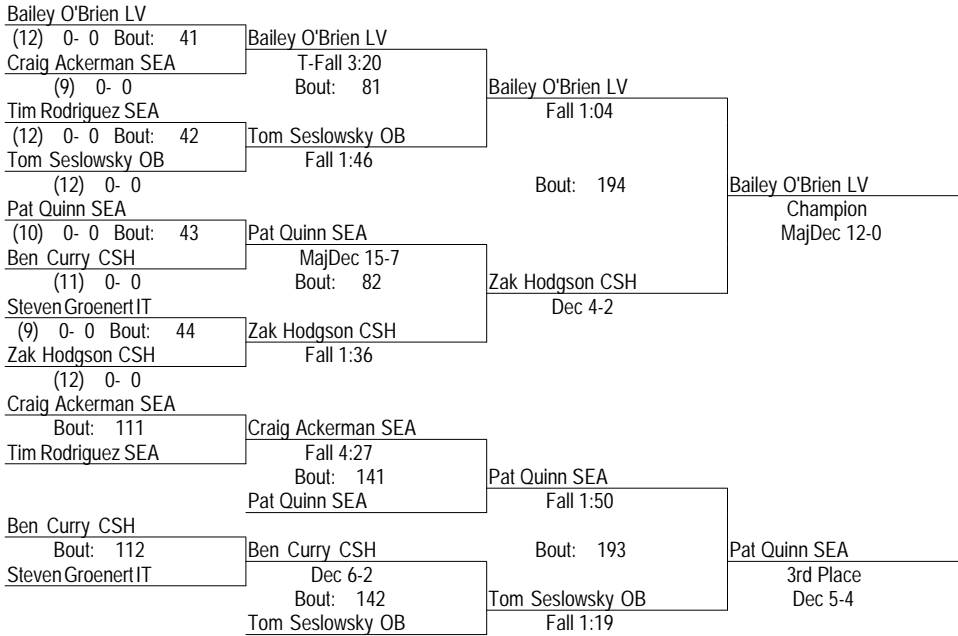 Bailey O'Brien LV
(12) 0- 0 Bout: 41
Bailey O'Brien LV
Craig Ackerman SEA
T-Fall 3:20
(9) 0- 0
Bout: 81
Bailey O'Brien LV
Tim Rodriguez SEA
Fall 1:04
(12) 0- 0 Bout: 42
Tom Seslowsky OB
Tom Seslowsky OB
Fall 1:46
(12) 0- 0
Bout: 194
Bailey O'Brien LV
Pat Quinn SEA
Champion
(10) 0- 0 Bout: 43
Pat Quinn SEA
MajDec 12-0
Ben Curry CSH
MajDec 15-7
(11) 0- 0
Bout: 82
Zak Hodgson CSH
Steven Groenert IT
Dec 4-2
(9) 0- 0 Bout: 44
Zak Hodgson CSH
Zak Hodgson CSH
Fall 1:36
(12) 0- 0
Craig Ackerman SEA
Bout: 111
Craig Ackerman SEA
Tim Rodriguez SEA
Fall 4:27
Bout: 141
Pat Quinn SEA
Pat Quinn SEA
Fall 1:50
Ben Curry CSH
Bout: 112
Ben Curry CSH
Bout: 193
Pat Quinn SEA
Steven Groenert IT
Dec 6-2
3rd Place
Bout: 142
Tom Seslowsky OB
Dec 5-4
Tom Seslowsky OB
Fall 1:19